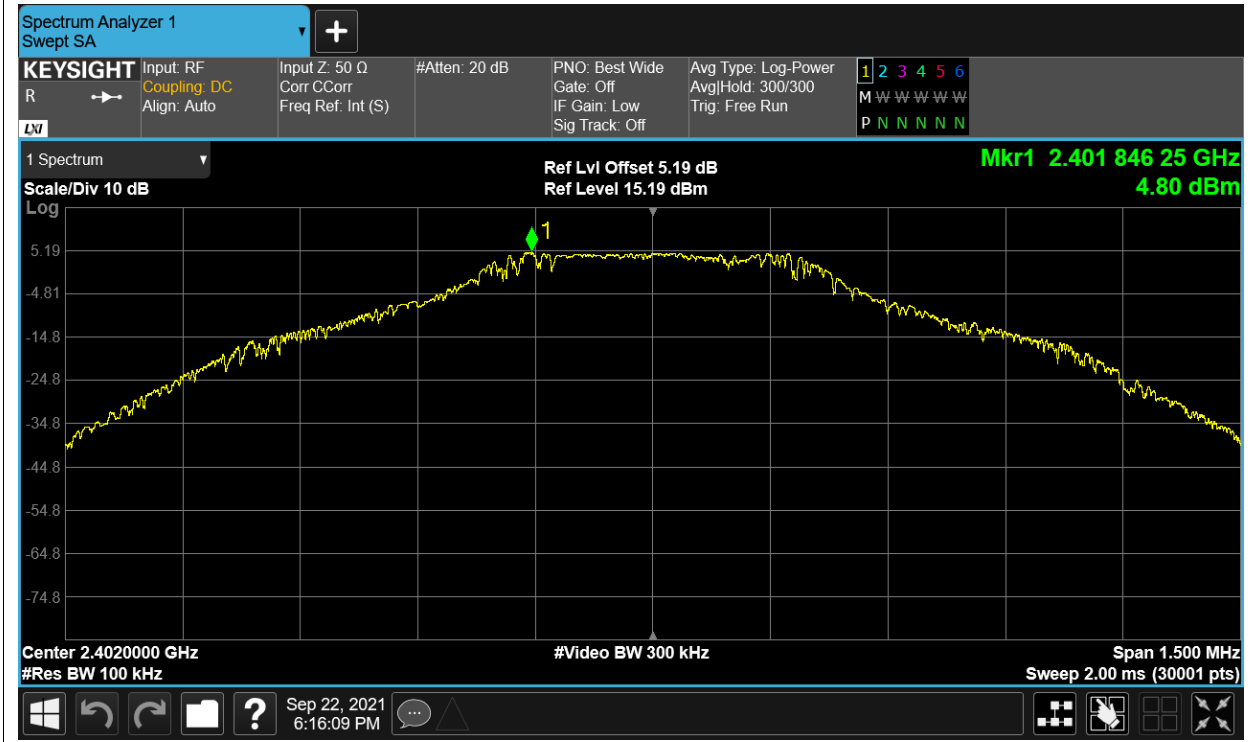 Spectrum Analyzer 1
Swept SA
KEYSIGHT
R
LXI
Input: RF
Coupling: DC
Align: Auto
Input Z: 50 Ω
Corr CCorr
Freq Ref: Int (S)
#Atten: 20 dB
PNO: Best Wide
Gate: Off
IF Gain: Low
Sig Track: Off
Avg Type: Log-Power
Avg|Hold: 300/300
Trig: Free Run
1 2 3 4 5 6
M W W W W W
P N N N N N
1 Spectrum
Scale/Div 10 dB
Log
Ref Lvl Offset 5.19 dB
Ref Level 15.19 dBm
Mkr1 2.401 846 25 GHz
4.80 dBm
1
5.19
-4.81
-14.8
-24.8
-34.8
-44.8
-54.8
-64.8
-74.8
Center 2.4020000 GHz
#Video BW 300 kHz
Span 1.500 MHz
#Res BW 100 kHz
Sweep 2.00 ms (30001 pts)
?
Sep 22, 2021
6:16:09 PM